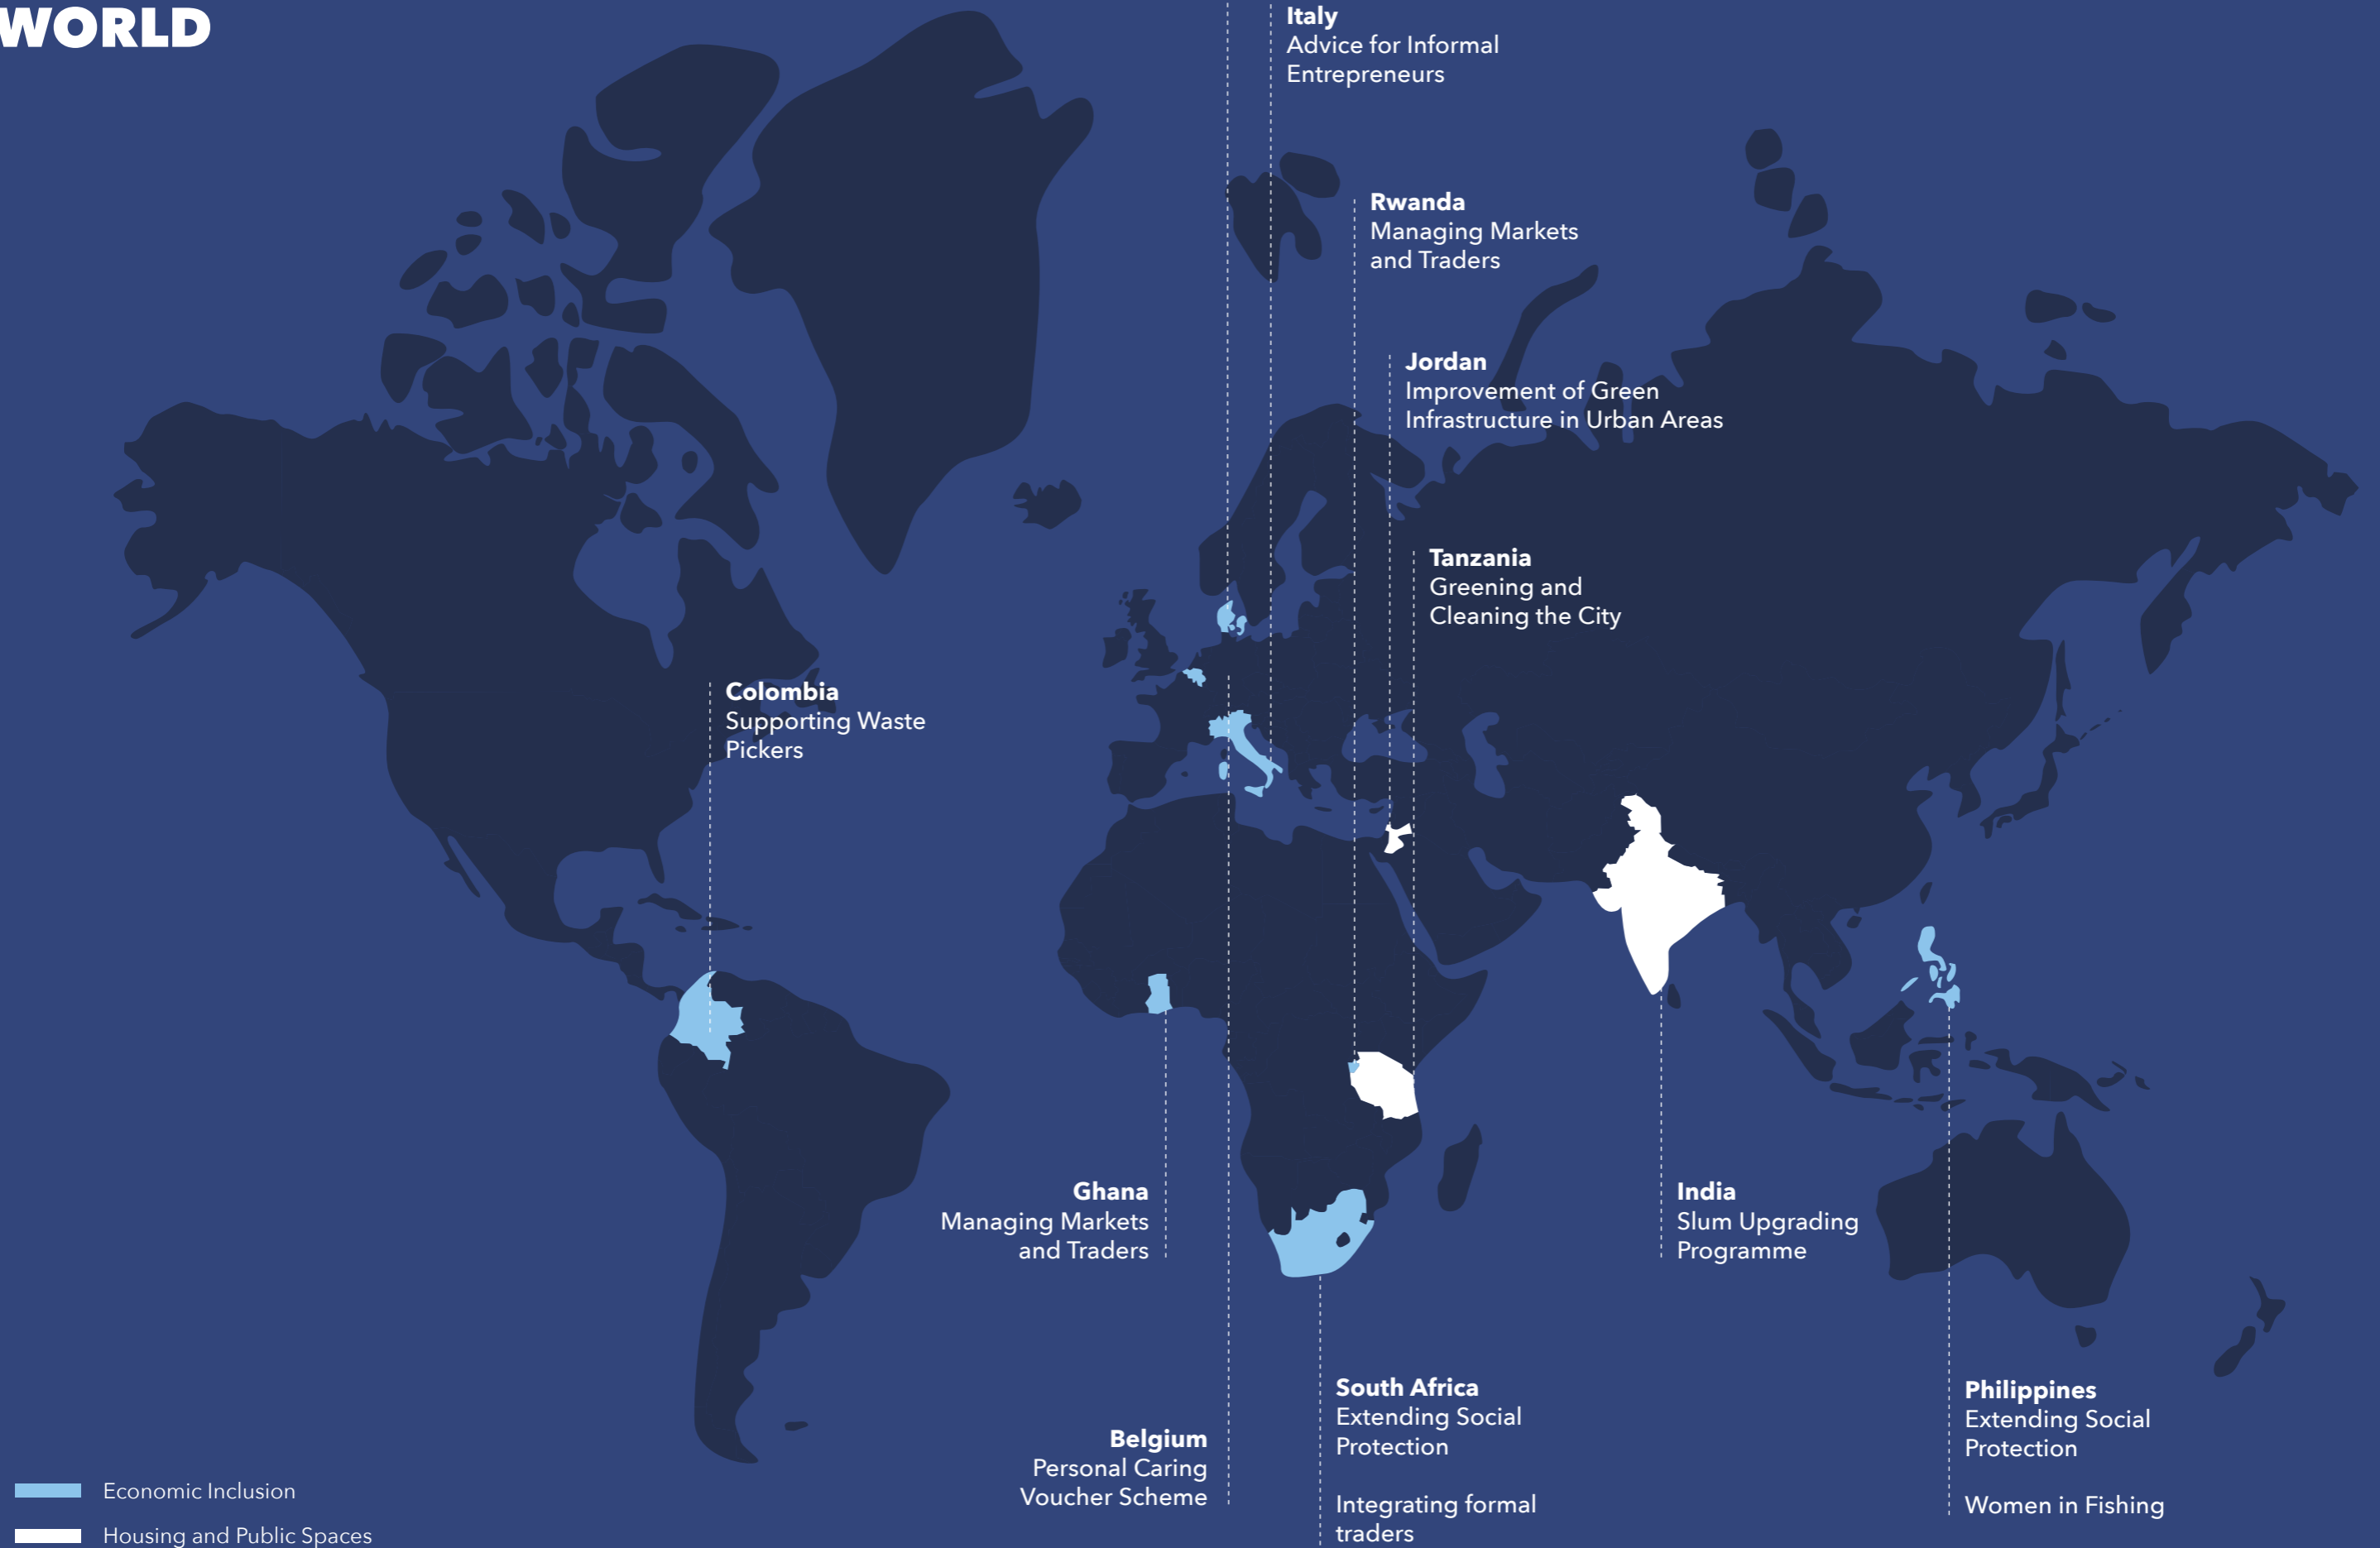 WORLD
Italy
Advice for Informal
Entrepreneurs
Rwanda
Managing Markets
and Traders
Jordan
Improvement of Green
Infrastructure in Urban Areas
Tanzania
Greening and
Cleaning the City
Colombia
Supporting Waste
Pickers
Ghana
Managing Markets
and Traders
India
Slum Upgrading
Programme
Belgium
Personal Caring
Voucher Scheme
South Africa
Extending Social
Protection
Integrating formal
traders
Philippines
Extending Social
Protection
Women in Fishing
Economic Inclusion
Housing and Public Spaces